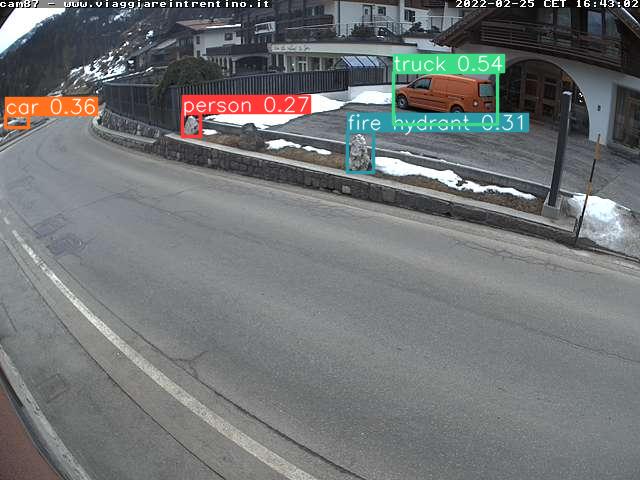 cam87 - www.viaggiareintrentino.it
2022-02-25 CET 16:43:02
truck 0.54
car 0.36
person 0.27
fire hydrant 0.31